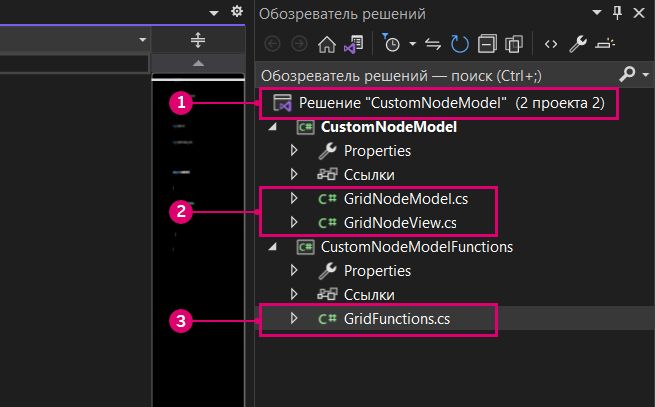 Обозреватель решений
Обозреватель решений — поиск (Ctrl+;)
1 Решение "CustomNodeModel" (2 проекта 2)
C# CustomNodeModel
Properties
Ссылки
C# GridNodeModel.cs
2
C# GridNodeView.cs
C# CustomNodeModelFunctions
Properties
Ссылки
3 C# GridFunctions.cs